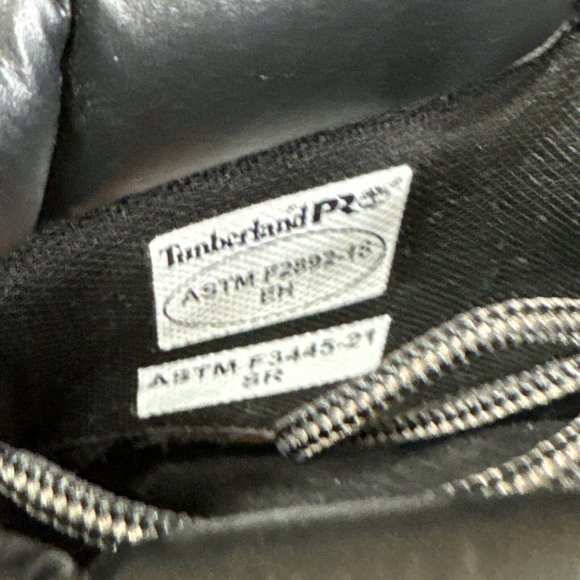 Timberland PRO
ASTM F2892-18
EH
ASTM F3445-21
SR